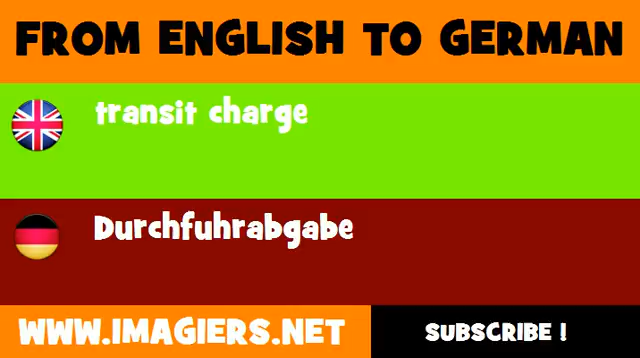 FROM ENGLISH TO GERMAN
transit charge
Durchfuhrabgabe
WWW.IMAGIERS.NET
SUBSCRIBE !